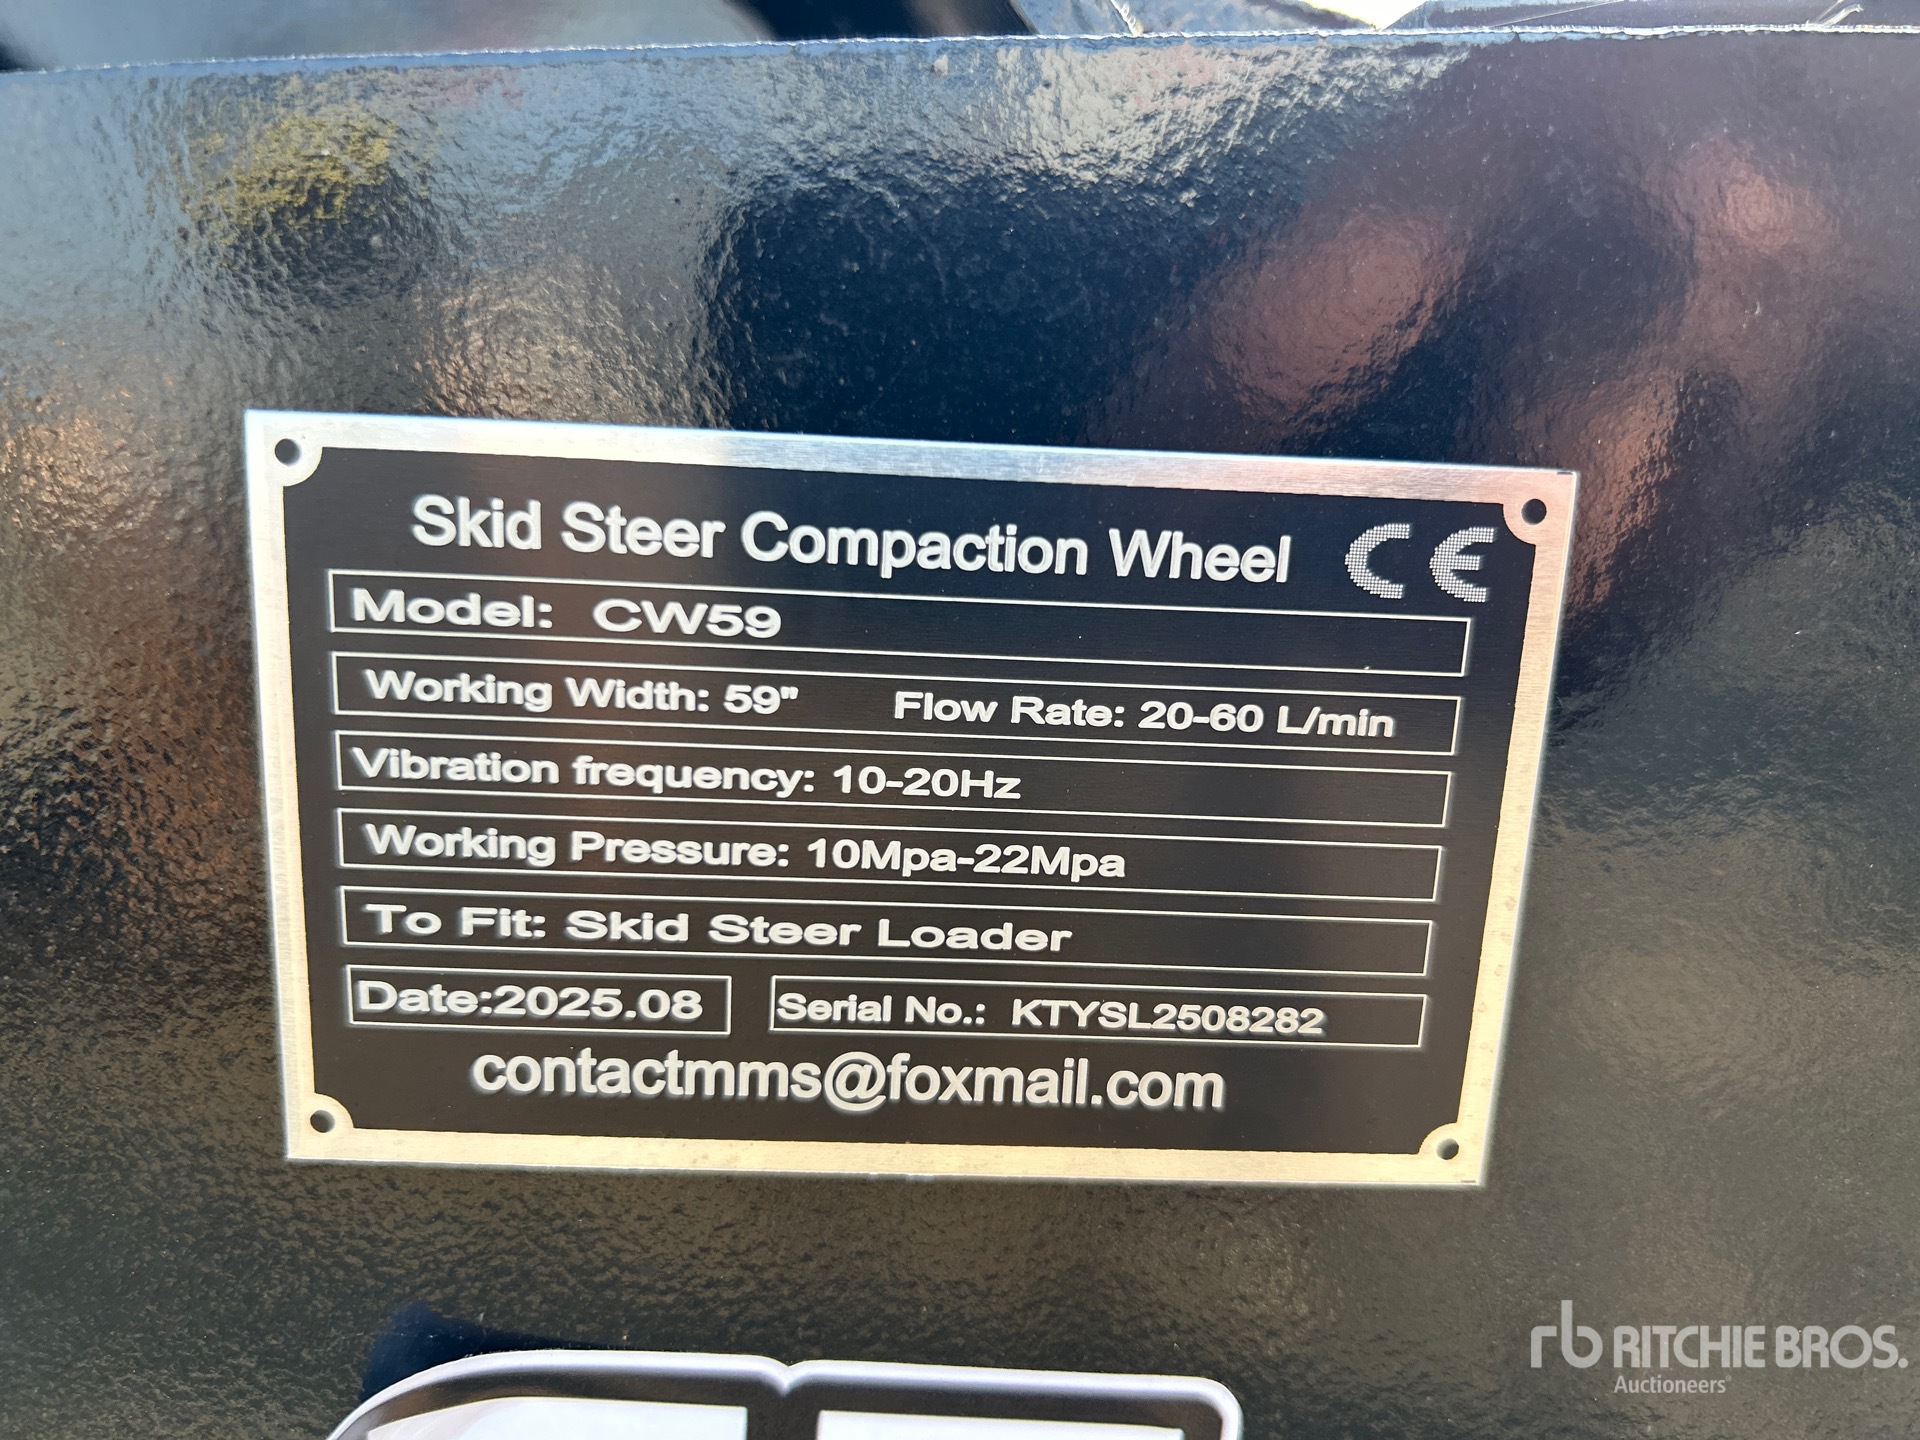 Skid Steer Compaction Wheel CE
Model: CW59
Working Width: 59" Flow Rate: 20-60 L/min
Vibration frequency: 10-20Hz
Working Pressure: 10Mpa-22Mpa
To Fit: Skid Steer Loader
Date:2025.08 Serial No.: KTYSL2508282
contactmms@foxmail.com
rb RITCHIE BROS.
Auctioneers